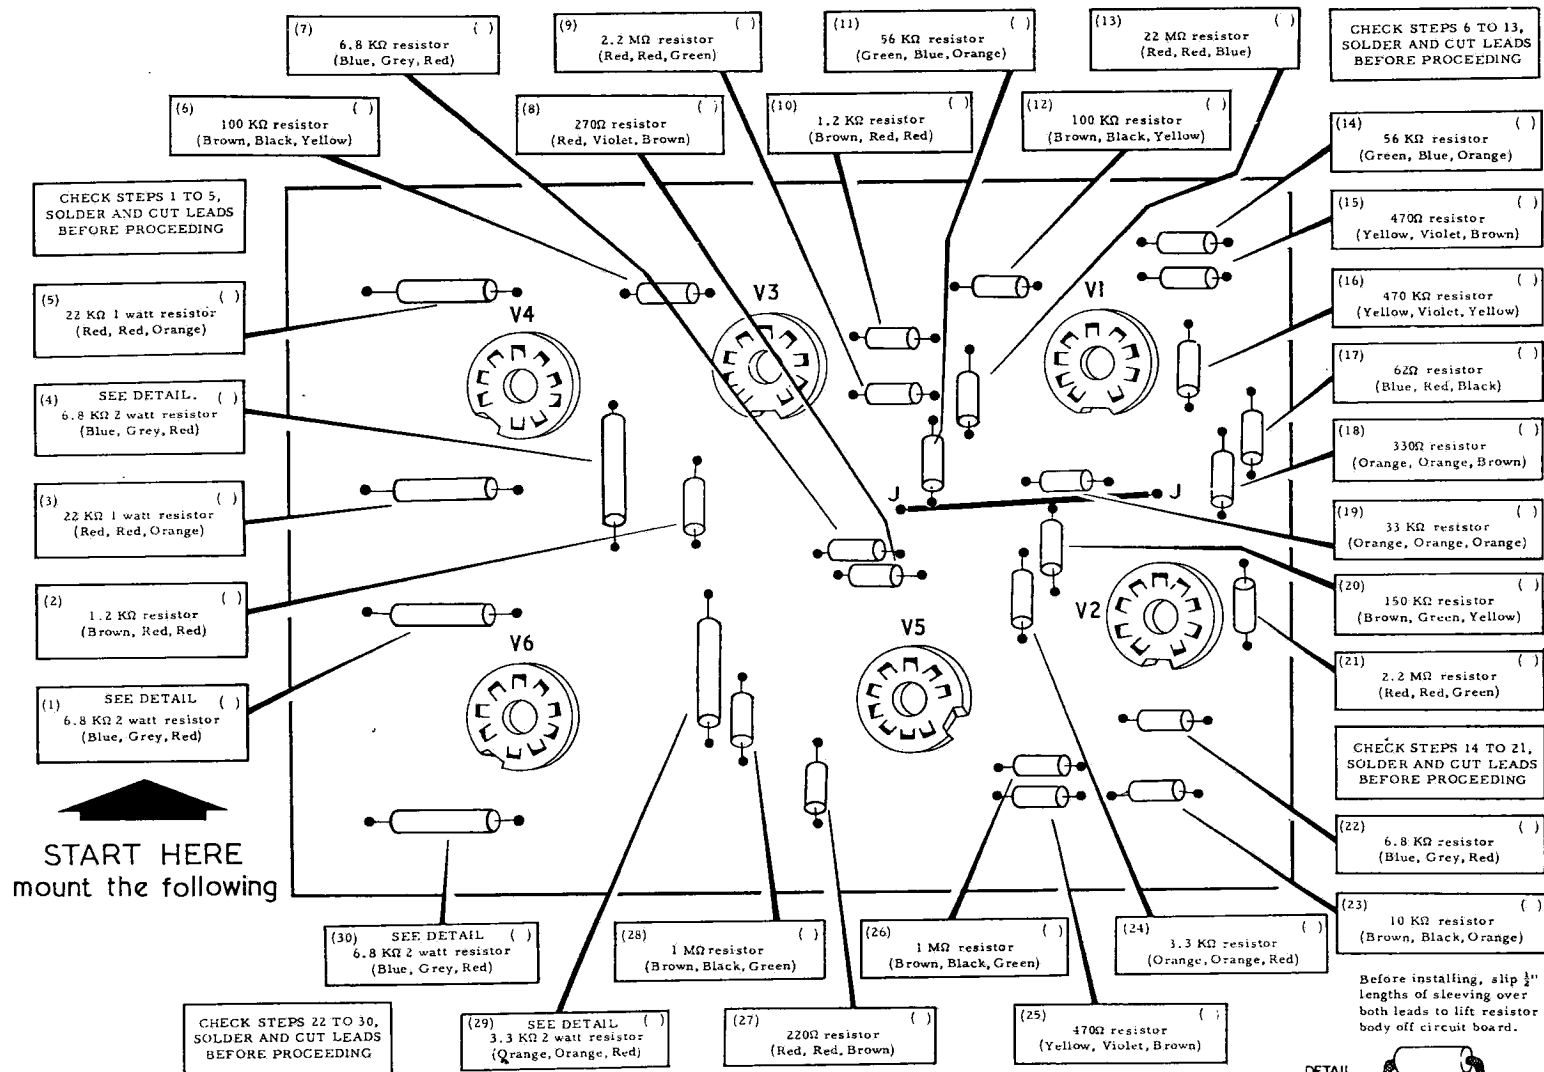 (7) ( )
6.8 KΩ resistor
(Blue, Grey, Red)
(9) ( )
2.2 MΩ resistor
(Red, Red, Green)
(11) ( )
56 KΩ resistor
(Green, Blue, Orange)
(13) ( )
22 MΩ resistor
(Red, Red, Blue)
CHECK STEPS 6 TO 13,
SOLDER AND CUT LEADS
BEFORE PROCEEDING
(6) ( )
100 KΩ resistor
(Brown, Black, Yellow)
(8) ( )
270Ω resistor
(Red, Violet, Brown)
(10) ( )
1.2 KΩ resistor
(Brown, Red, Red)
(12) ( )
100 KΩ resistor
(Brown, Black, Yellow)
(14) ( )
56 KΩ resistor
(Green, Blue, Orange)
CHECK STEPS 1 TO 5,
SOLDER AND CUT LEADS
BEFORE PROCEEDING
(15) ( )
470Ω resistor
(Yellow, Violet, Brown)
(5) ( )
22 KΩ 1 watt resistor
(Red, Red, Orange)
V4
V3
V1
(16) ( )
470 KΩ resistor
(Yellow, Violet, Yellow)
(17) ( )
62Ω resistor
(Blue, Red, Black)
(4) SEE DETAIL. ( )
6.8 KΩ 2 watt resistor
(Blue, Grey, Red)
(18) ( )
330Ω resistor
(Orange, Orange, Brown)
(3) ( )
22 KΩ 1 watt resistor
(Red, Red, Orange)
J
J
(19) ( )
33 KΩ resistor
(Orange, Orange, Orange)
(2) ( )
1.2 KΩ resistor
(Brown, Red, Red)
(20) ( )
150 KΩ resistor
(Brown, Green, Yellow)
V6
V5
V2
(21) ( )
2.2 MΩ resistor
(Red, Red, Green)
(1) SEE DETAIL ( )
6.8 KΩ 2 watt resistor
(Blue, Grey, Red)
CHECK STEPS 14 TO 21,
SOLDER AND CUT LEADS
BEFORE PROCEEDING
START HERE
mount the following
(22) ( )
6.8 KΩ resistor
(Blue, Grey, Red)
(23) ( )
10 KΩ resistor
(Brown, Black, Orange)
(30) SEE DETAIL ( )
6.8 KΩ 2 watt resistor
(Blue, Grey, Red)
(28) ( )
1 MΩ resistor
(Brown, Black, Green)
(26) ( )
1 MΩ resistor
(Brown, Black, Green)
(24) ( )
3.3 KΩ resistor
(Orange, Orange, Red)
Before installing, slip ½"
lengths of sleeving over
both leads to lift resistor
body off circuit board.
CHECK STEPS 22 TO 30,
SOLDER AND CUT LEADS
BEFORE PROCEEDING
(29) SEE DETAIL ( )
3.3 KΩ 2 watt resistor
(Orange, Orange, Red)
(27) ( )
220Ω resistor
(Red, Red, Brown)
(25) ( )
470Ω resistor
(Yellow, Violet, Brown)
DETAIL